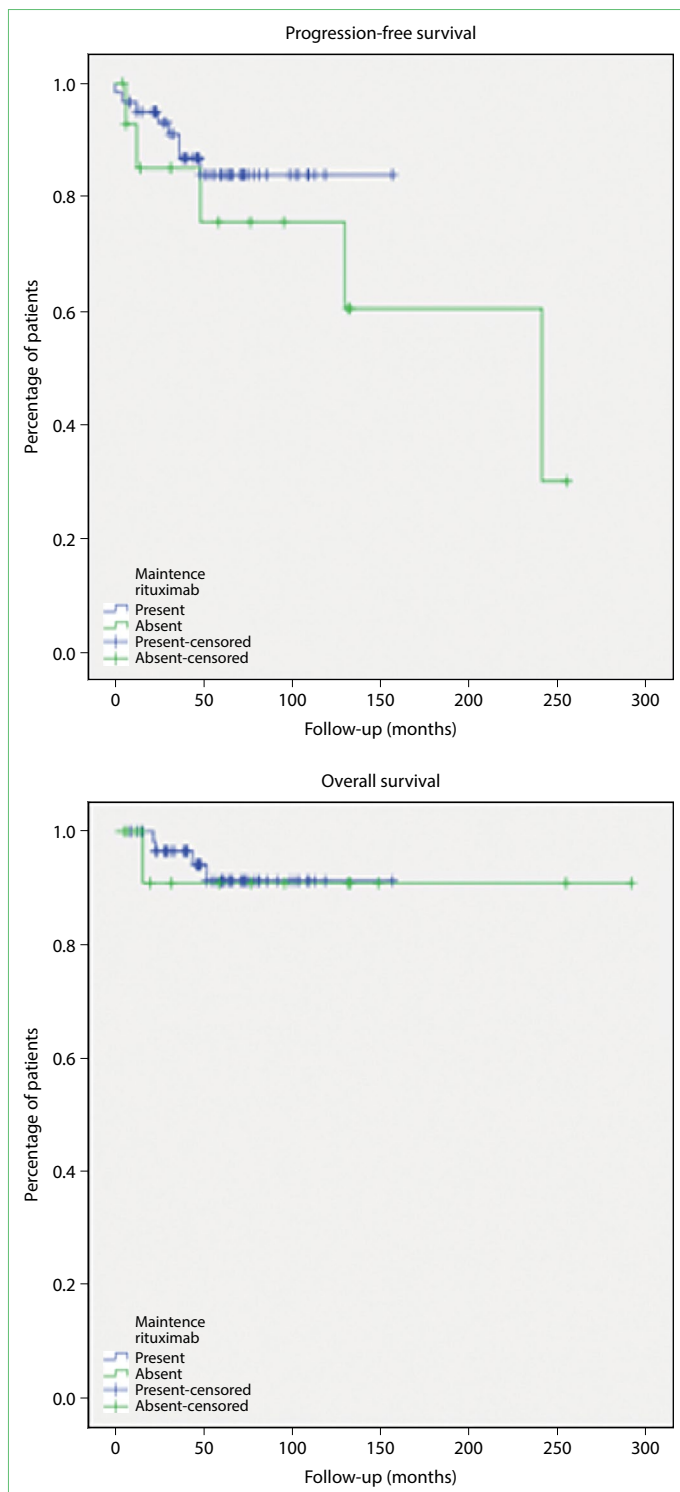 Progression-free survival
1.0
0.8
0.6
0.4
0.2
0.0
Percentage of patients
Maintence
rituximab
Present
Absent
Present-censored
Absent-censored
0 50 100 150 200 250 300
Follow-up (months)
Overall survival
1.0
0.8
0.6
0.4
0.2
0.0
Percentage of patients
Maintence
rituximab
Present
Absent
Present-censored
Absent-censored
0 50 100 150 200 250 300
Follow-up (months)